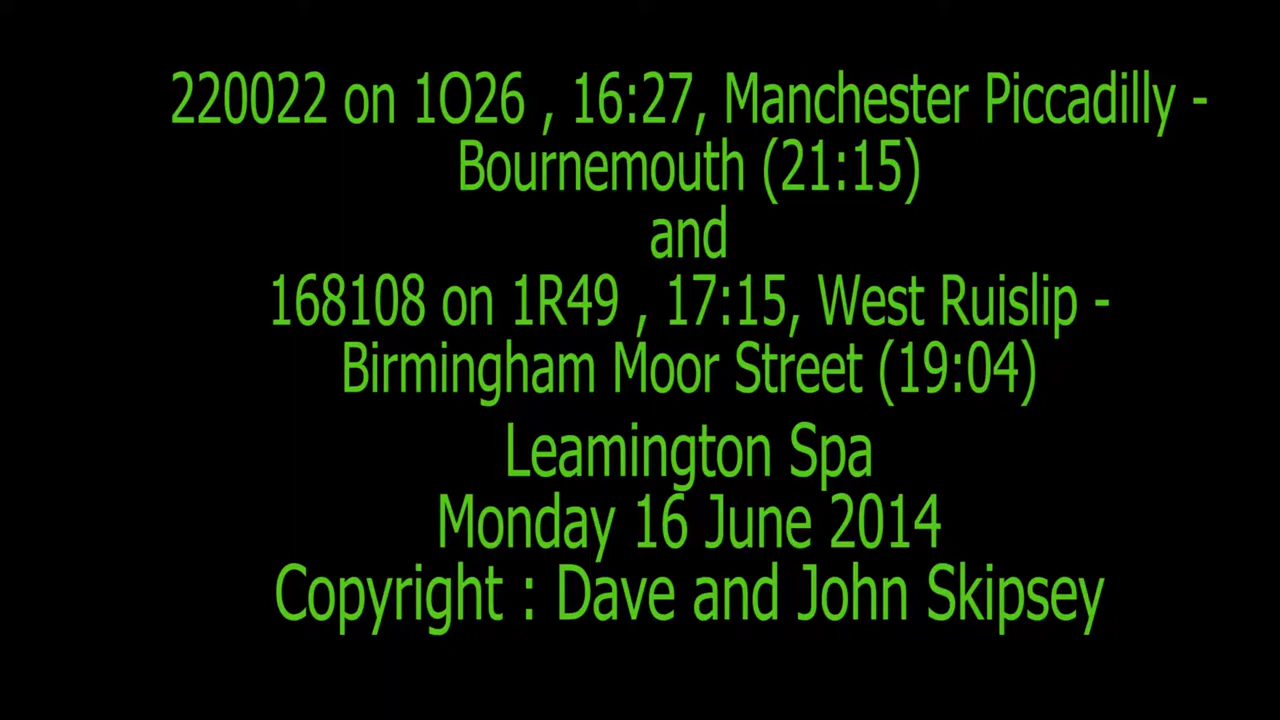 220022 on 1O26 , 16:27, Manchester Piccadilly -
Bournemouth (21:15)
and
168108 on 1R49 , 17:15, West Ruislip -
Birmingham Moor Street (19:04)
Leamington Spa
Monday 16 June 2014
Copyright : Dave and John Skipsey